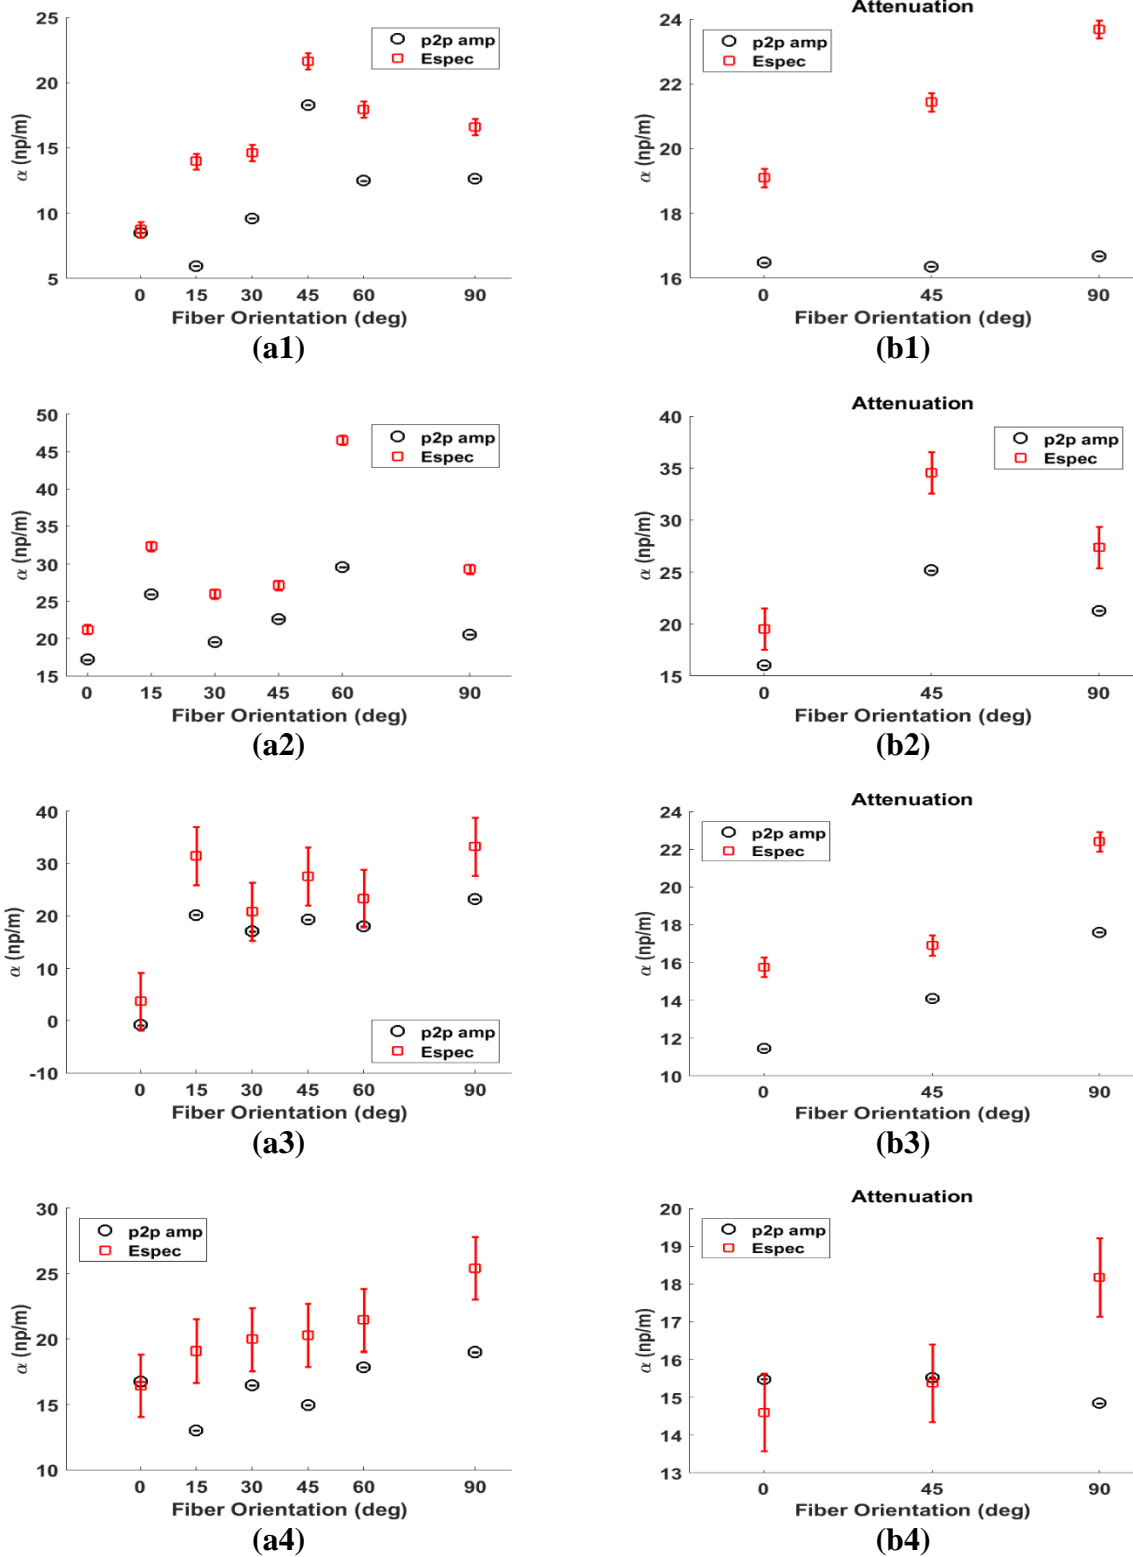 25
20
15
10
5
α (np/m)
p2p amp
Espec
0 15 30 45 60 90
Fiber Orientation (deg)
(a1)
Attenuation
24
22
20
18
16
α (np/m)
p2p amp
Espec
0 45 90
Fiber Orientation (deg)
(b1)
50
45
40
35
30
25
20
15
α (np/m)
p2p amp
Espec
0 15 30 45 60 90
Fiber Orientation (deg)
(a2)
Attenuation
40
35
30
25
20
15
α (np/m)
p2p amp
Espec
0 45 90
Fiber Orientation (deg)
(b2)
40
30
20
10
0
-10
α (np/m)
p2p amp
Espec
0 15 30 45 60 90
Fiber Orientation (deg)
(a3)
Attenuation
24
22
20
18
16
14
12
10
α (np/m)
p2p amp
Espec
0 45 90
Fiber Orientation (deg)
(b3)
30
25
20
15
10
α (np/m)
p2p amp
Espec
0 15 30 45 60 90
Fiber Orientation (deg)
(a4)
Attenuation
20
19
18
17
16
15
14
13
α (np/m)
p2p amp
Espec
0 45 90
Fiber Orientation (deg)
(b4)